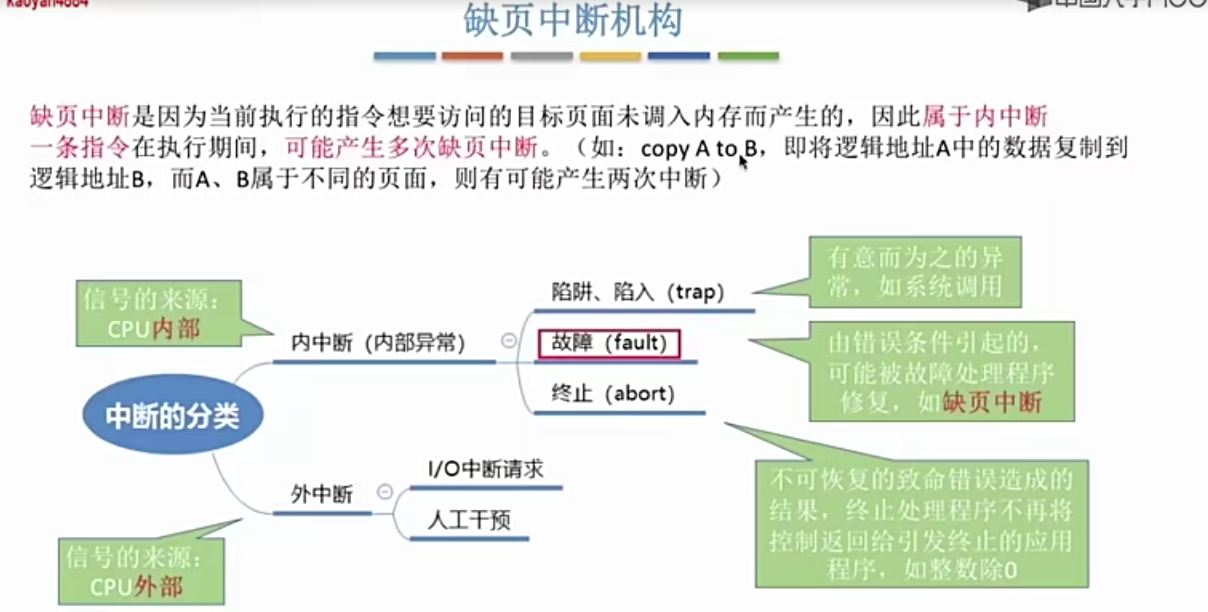 kaoyan4884
缺页中断机构
缺页中断是因为当前执行的指令想要访问的目标页面未调入内存而产生的，因此属于内中断
一条指令在执行期间，可能产生多次缺页中断。（如：copy A to B，即将逻辑地址A中的数据复制到
逻辑地址B，而A、B属于不同的页面，则有可能产生两次中断）
有意而为之的异
常，如系统调用
陷阱、陷入（trap）
信号的来源：
CPU内部
内中断（内部异常）
故障（fault）
由错误条件引起的，
可能被故障处理程序
修复，如缺页中断
终止（abort）
中断的分类
不可恢复的致命错误造成的
结果，终止处理程序不再将
控制返回给引发终止的应用
程序，如整数除0
I/O中断请求
外中断
人工干预
信号的来源：
CPU外部